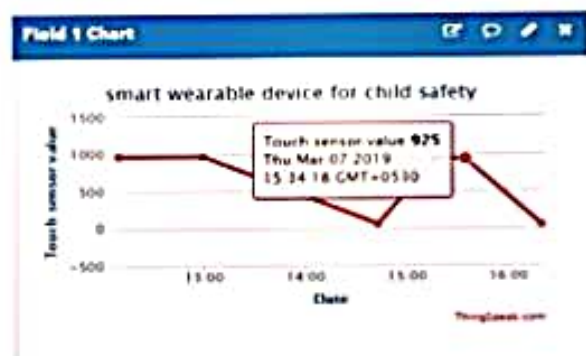 Field 1 Chart
smart wearable device for child safety
Touch sensor value
1500
1000
500
0
-500
Touch sensor value 925
Thu Mar 07 2019
15:34:18 GMT+0530
13:00
14:00
15:00
16:00
Date
ThingSpeak.com